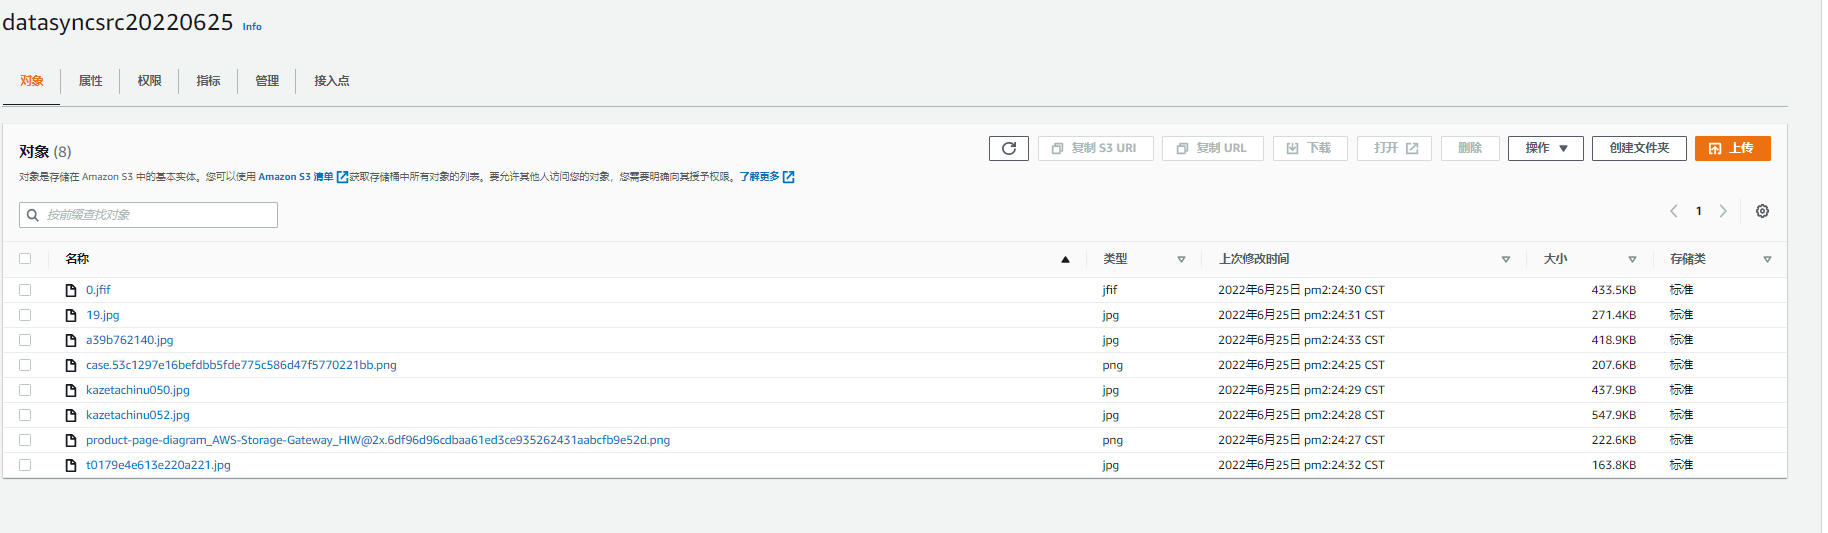 datasyncsrc20220625 Info
对象 属性 权限 指标 管理 接入点
对象 (8) 复制 S3 URI 复制 URL 下载 打开 删除 操作 创建文件夹 上传
对象是存储在 Amazon S3 中的基本实体。您可以使用 Amazon S3 清单 获取存储桶中所有对象的列表。要允许其他人访问您的对象，您需要明确向其授予权限。了解更多
按前缀查找对象 1
名称 类型 上次修改时间 大小 存储类
0.jfif jfif 2022年6月25日 pm2:24:30 CST 433.5KB 标准
19.jpg jpg 2022年6月25日 pm2:24:31 CST 271.4KB 标准
a39b762140.jpg jpg 2022年6月25日 pm2:24:33 CST 418.9KB 标准
case.53c1297e16befdbb5fde775c586d47f5770221bb.png png 2022年6月25日 pm2:24:25 CST 207.6KB 标准
kazetachinu050.jpg jpg 2022年6月25日 pm2:24:29 CST 437.9KB 标准
kazetachinu052.jpg jpg 2022年6月25日 pm2:24:28 CST 547.9KB 标准
product-page-diagram_AWS-Storage-Gateway_HIW@2x.6df96d96cdbaa61ed3ce935262431aabcfb9e52d.png png 2022年6月25日 pm2:24:27 CST 222.6KB 标准
t0179e4e613e220a221.jpg jpg 2022年6月25日 pm2:24:32 CST 163.8KB 标准